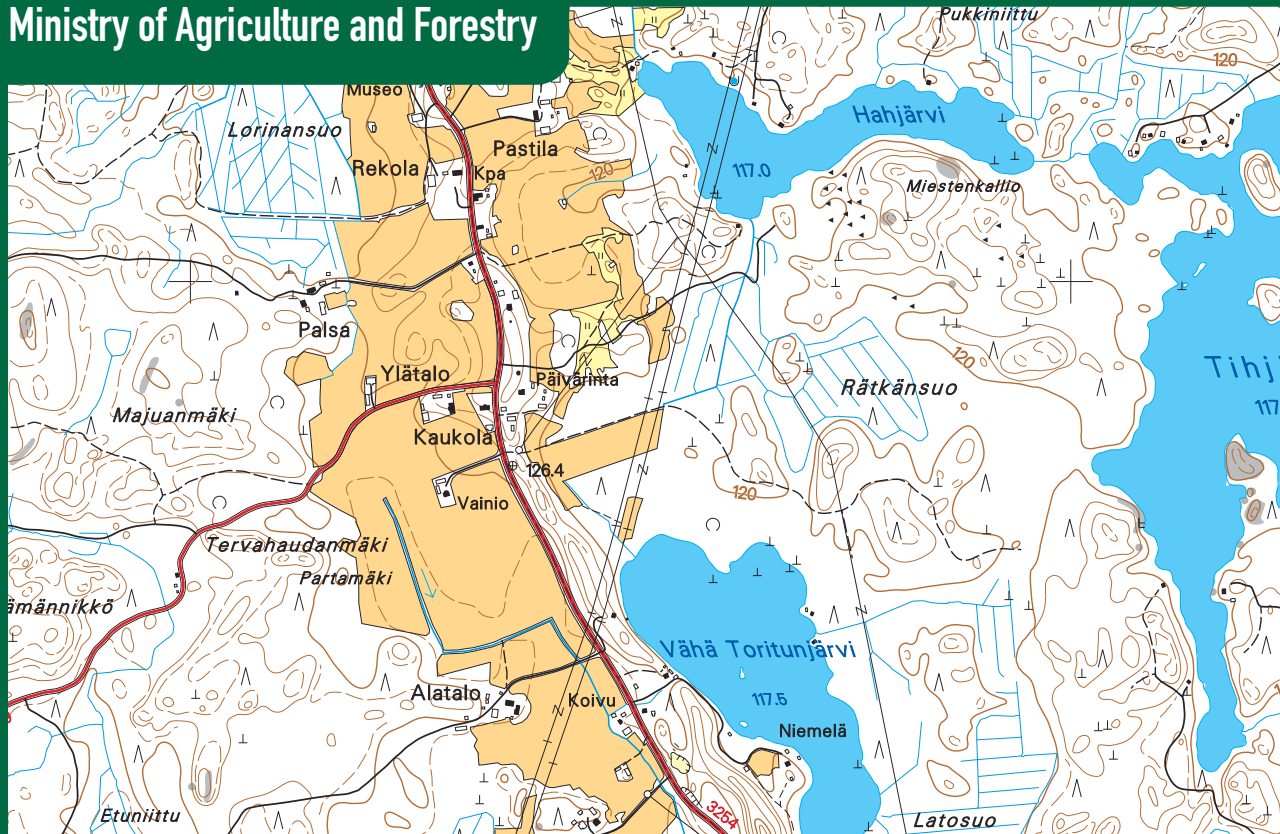 Ministry of Agriculture and Forestry
Pukkiniittu
120
Museo
Hahjärvi
Lorinansuo
Pastila
Rekola
Kpa
120
117.0
Miestenkallio
Palsa
120
Tihj
Ylätalo
Päivärinta
Rätkänsuo
117
Majuanmäki
Kaukola
126.4
120
Vainio
Tervahaudanmäki
Partamäki
ämännikkö
Vähä Toritunjärvi
Alatalo
Koivu
117.5
Niemelä
3254
Etuniittu
Latosuo